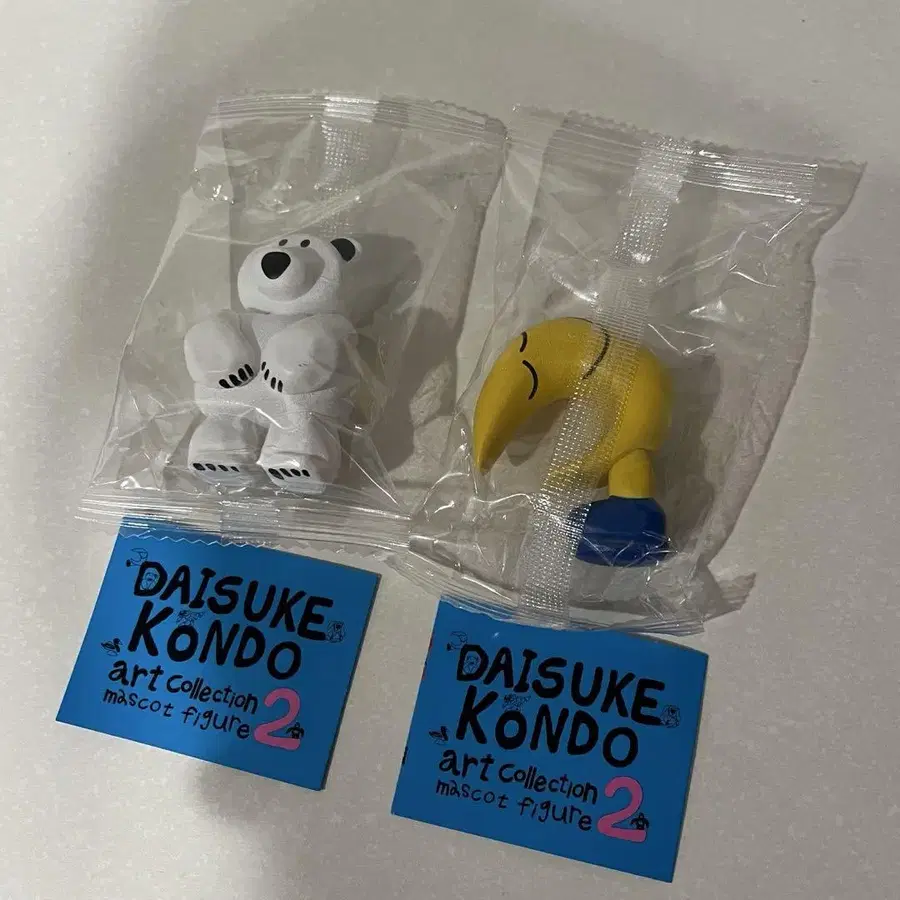 DAISUKE
KONDO
art collection
mascot figure 2
DAISUKE
KONDO
art collection
mascot figure 2